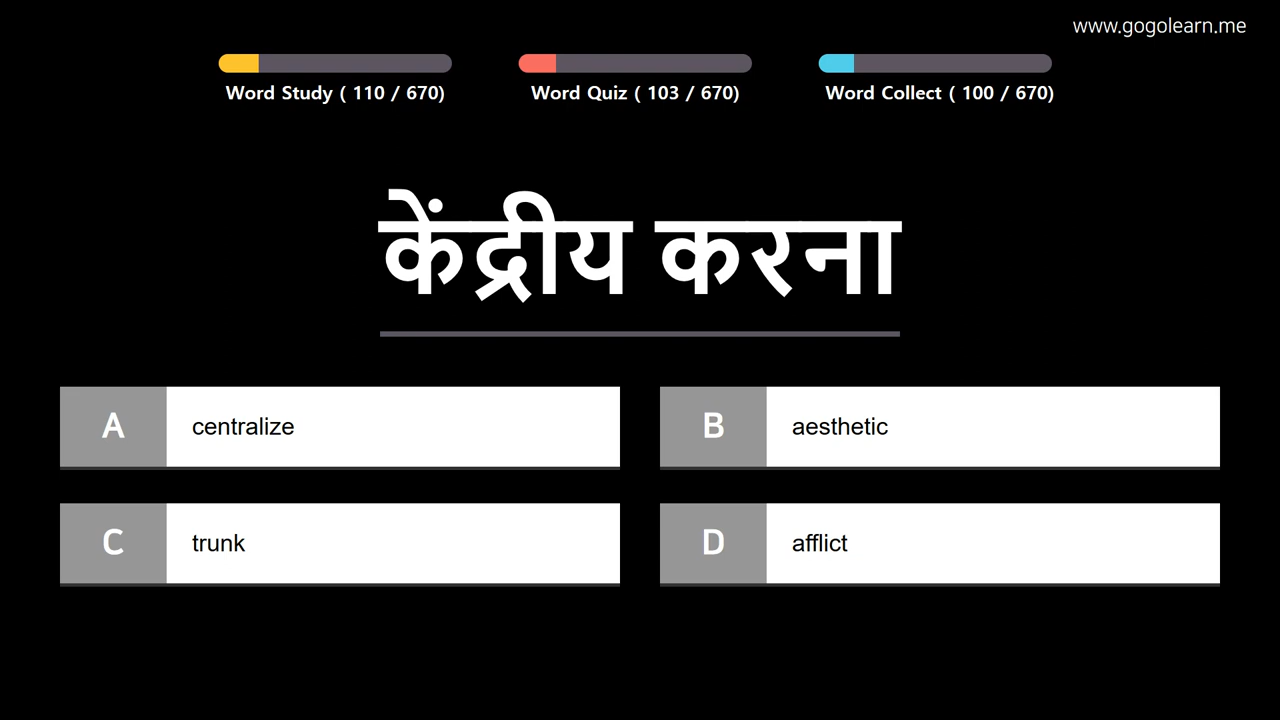 www.gogolearn.me
Word Study ( 110 / 670)
Word Quiz ( 103 / 670)
Word Collect ( 100 / 670)
केंद्रीय करना
A centralize
B aesthetic
C trunk
D afflict